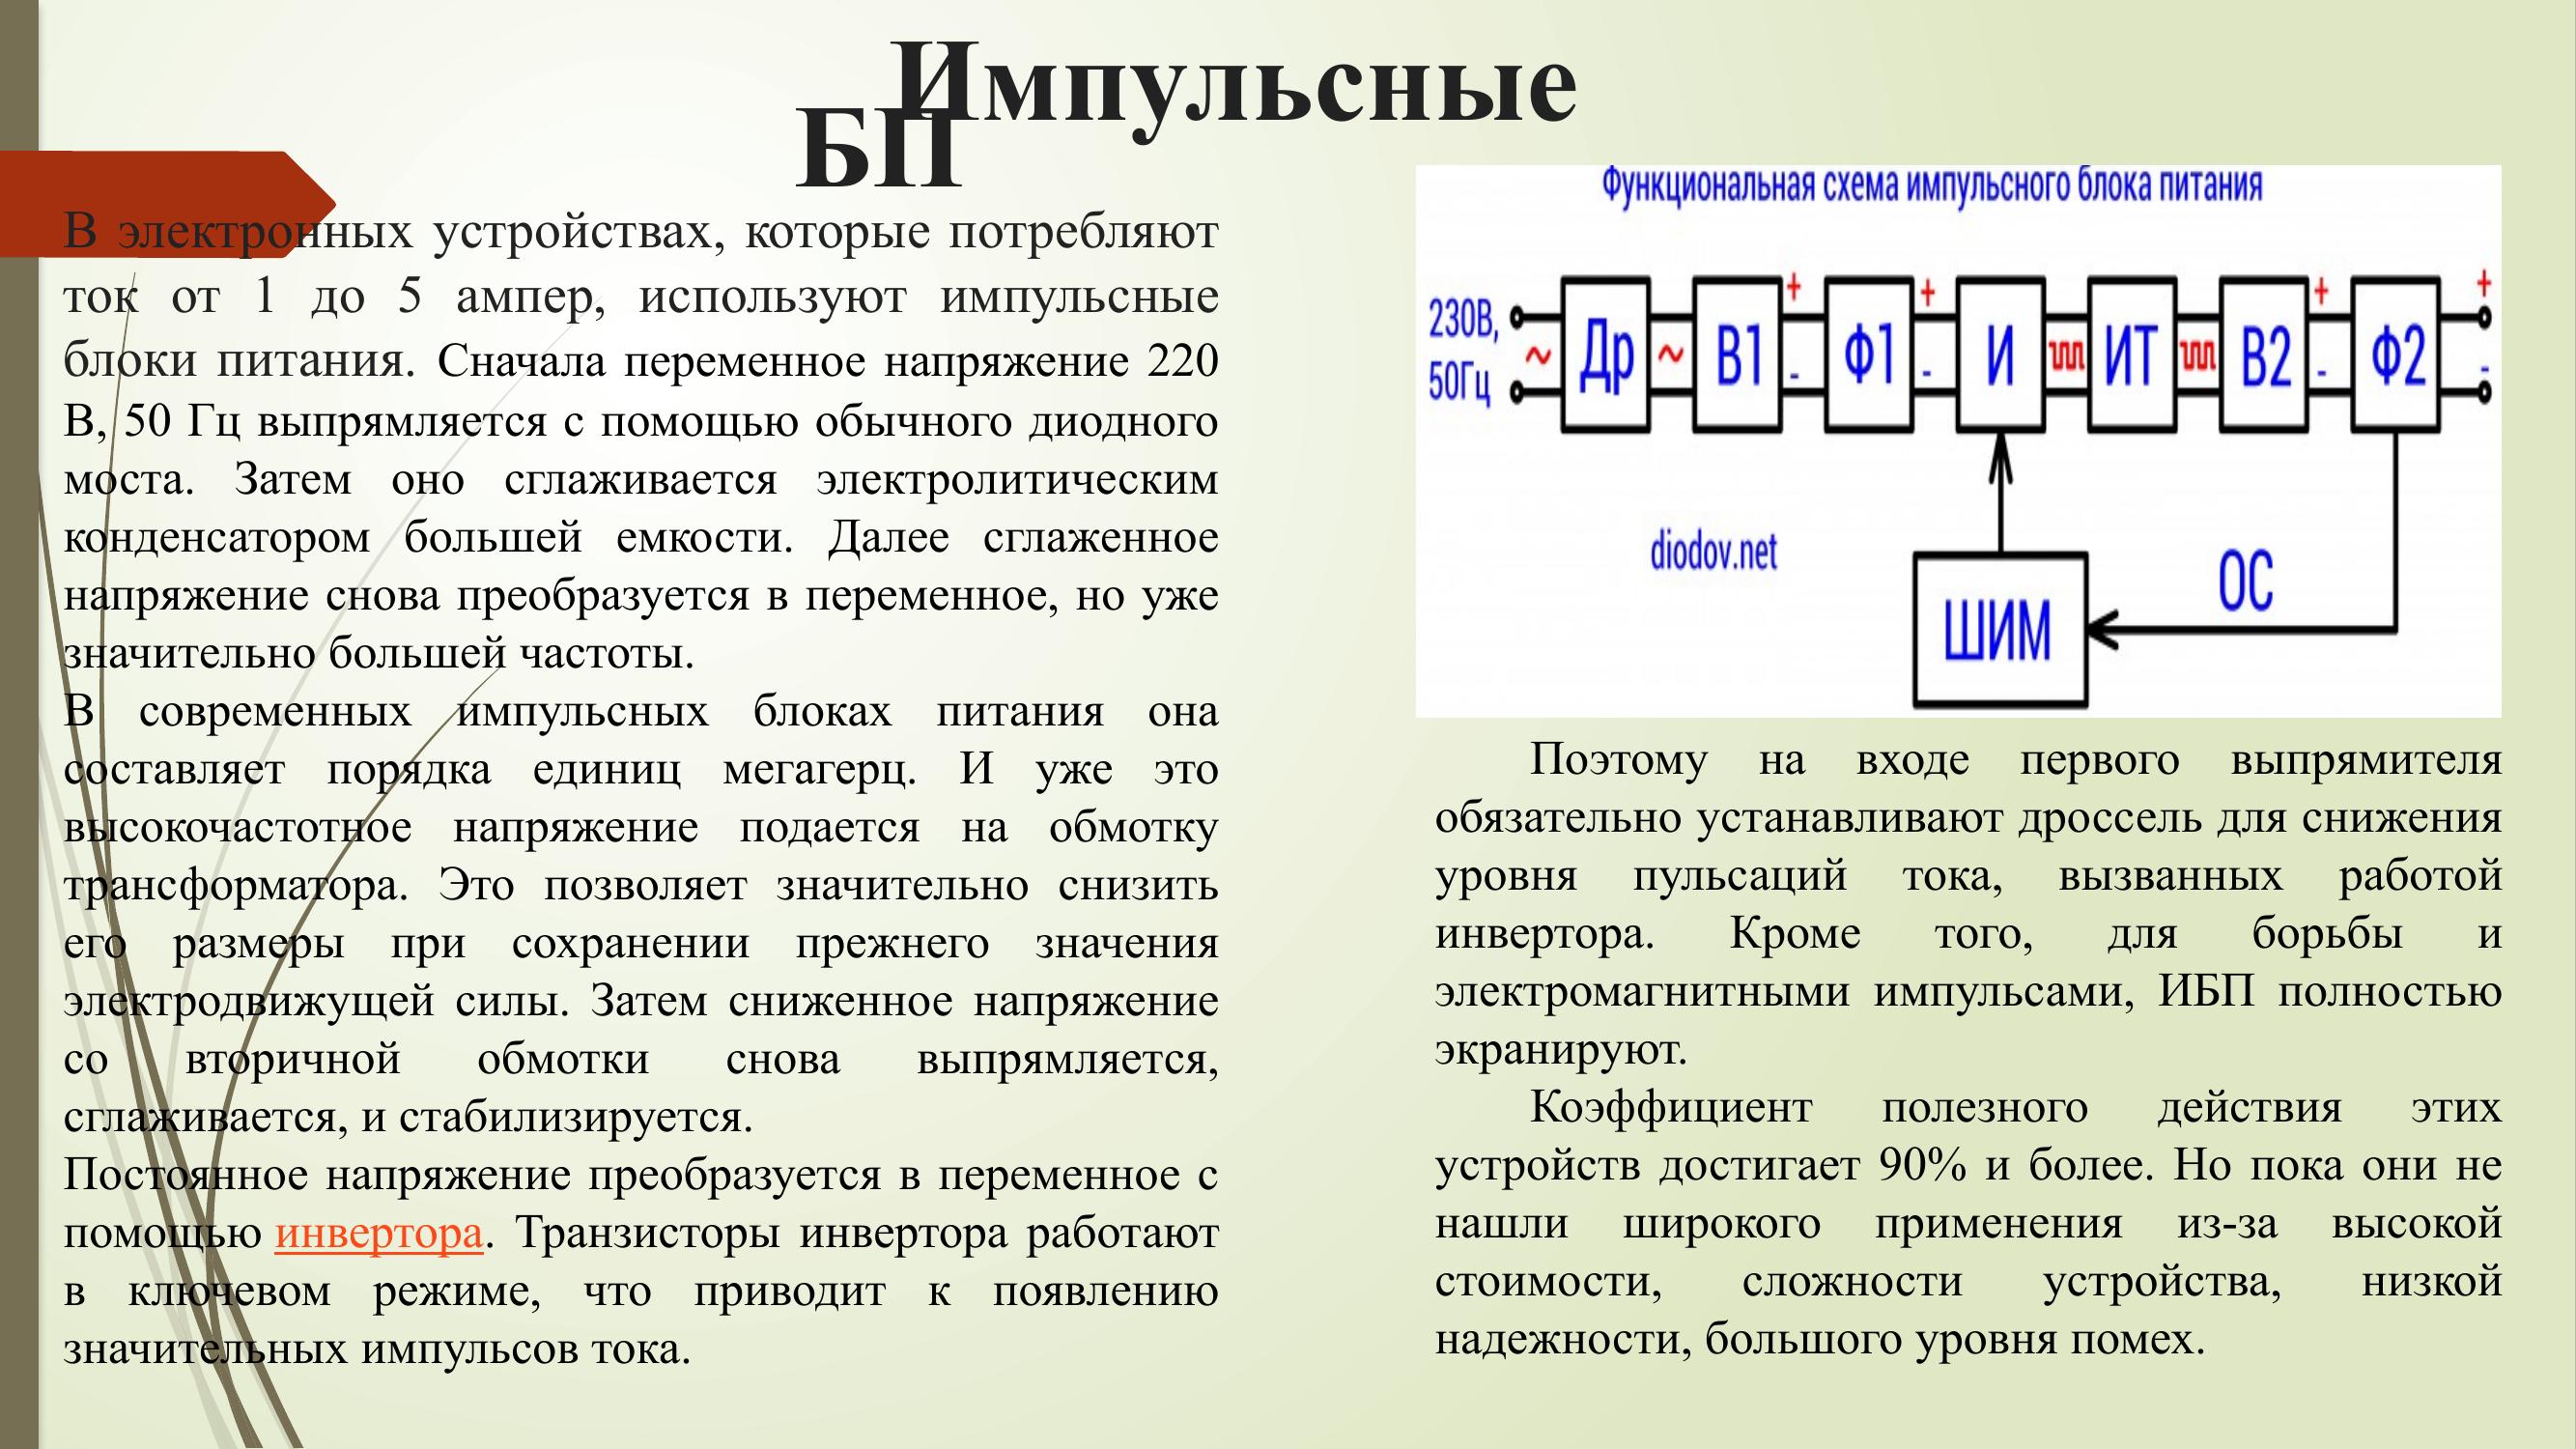 Импульсные
БП
В электронных устройствах, которые потребляют
ток от 1 до 5 ампер, используют импульсные
блоки питания. Сначала переменное напряжение 220
В, 50 Гц выпрямляется с помощью обычного диодного
моста. Затем оно сглаживается электролитическим
конденсатором большей емкости. Далее сглаженное
напряжение снова преобразуется в переменное, но уже
значительно большей частоты.
В современных импульсных блоках питания она
составляет порядка единиц мегагерц. И уже это
высокочастотное напряжение подается на обмотку
трансформатора. Это позволяет значительно снизить
его размеры при сохранении прежнего значения
электродвижущей силы. Затем сниженное напряжение
со вторичной обмотки снова выпрямляется,
сглаживается, и стабилизируется.
Постоянное напряжение преобразуется в переменное с
помощью инвертора. Транзисторы инвертора работают
в ключевом режиме, что приводит к появлению
значительных импульсов тока.
Функциональная схема импульсного блока питания
+ + + +
230В,
~ Др ~ В1 Ф1 И ИТ В2 Ф2
50Гц - - - -
diodov.net
ОС
ШИМ
Поэтому на входе первого выпрямителя
обязательно устанавливают дроссель для снижения
уровня пульсаций тока, вызванных работой
инвертора. Кроме того, для борьбы и
электромагнитными импульсами, ИБП полностью
экранируют.
Коэффициент полезного действия этих
устройств достигает 90% и более. Но пока они не
нашли широкого применения из-за высокой
стоимости, сложности устройства, низкой
надежности, большого уровня помех.